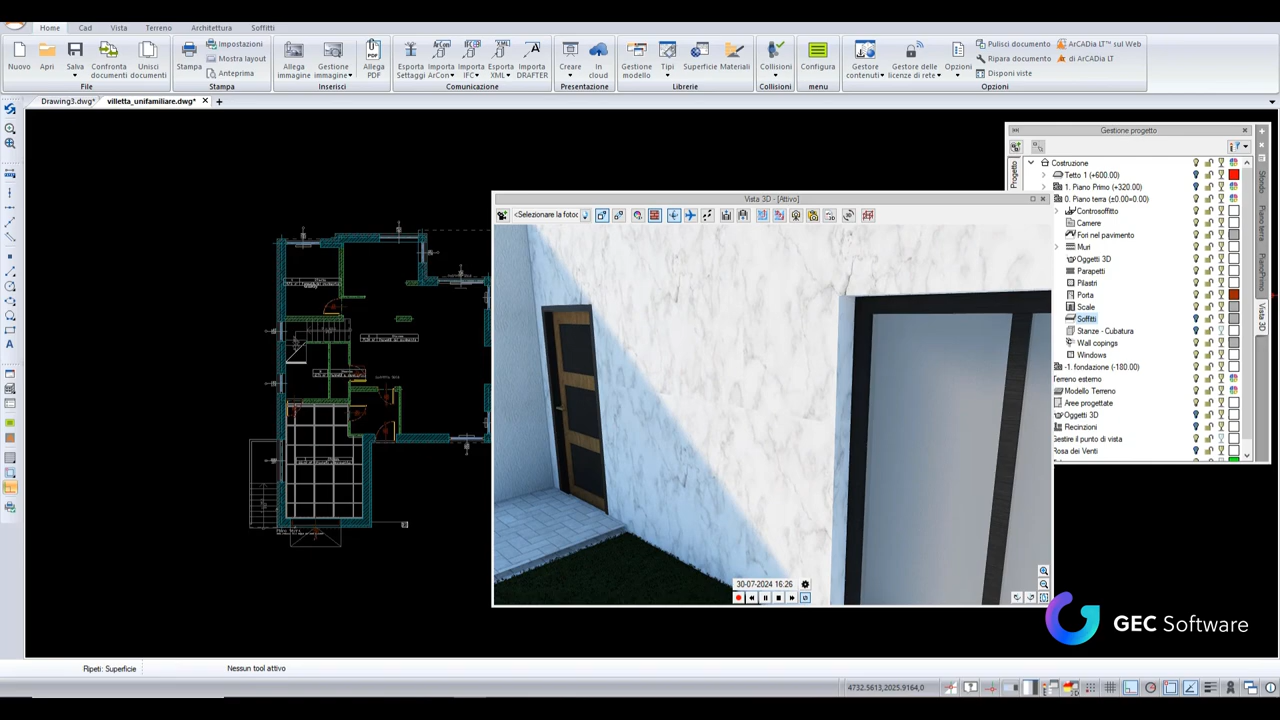 Home Cad Vista Terreno Architettura Soffitti
Nuovo Apri Salva Confronta documenti Unisci documenti
File
Stampa Impostazioni Mostra layout Anteprima
Stampa
Allega immagine Gestione immagine Allega PDF
Inserisci
Esporta Settaggi Importa ArCon Importa IFC Esporta XML Importa DRAFTER
Comunicazione
Creare In cloud
Presentazione
Gestione modello Tipi Superficie Materiali
Librerie
Collisioni
Collisioni
Configura
menu
Gestore contenuti Gestore delle licenze di rete Opzioni Pulisci documento Ripara documento Disponi viste
Opzioni
ArCADia LT™ sul Web
di ArCADia LT
Drawing3.dwg* villetta_unifamiliare.dwg*
Gestione progetto
Progetto
Costruzione
Tetto 1 (+600.00)
1. Piano Primo (+320.00)
0. Piano terra (±0.00=0.00)
Controsoffitto
Camere
Fori nel pavimento
Muri
Oggetti 3D
Parapetti
Pilastri
Porta
Scale
Soffitti
Stanze - Cubatura
Wall copings
Windows
-1. fondazione (-180.00)
Terreno esterno
Modello Terreno
Aree progettate
Oggetti 3D
Recinzioni
Gestire il punto di vista
Rosa dei Venti
Sfondo
Piano terra
PianoPrimo
Vista 3D
Vista 3D - [Attivo]
<Selezionare la fotoc
30-07-2024 16:26
GEC Software
Ripeti: Superficie Nessun tool attivo
4732.5613,2025.9164,0